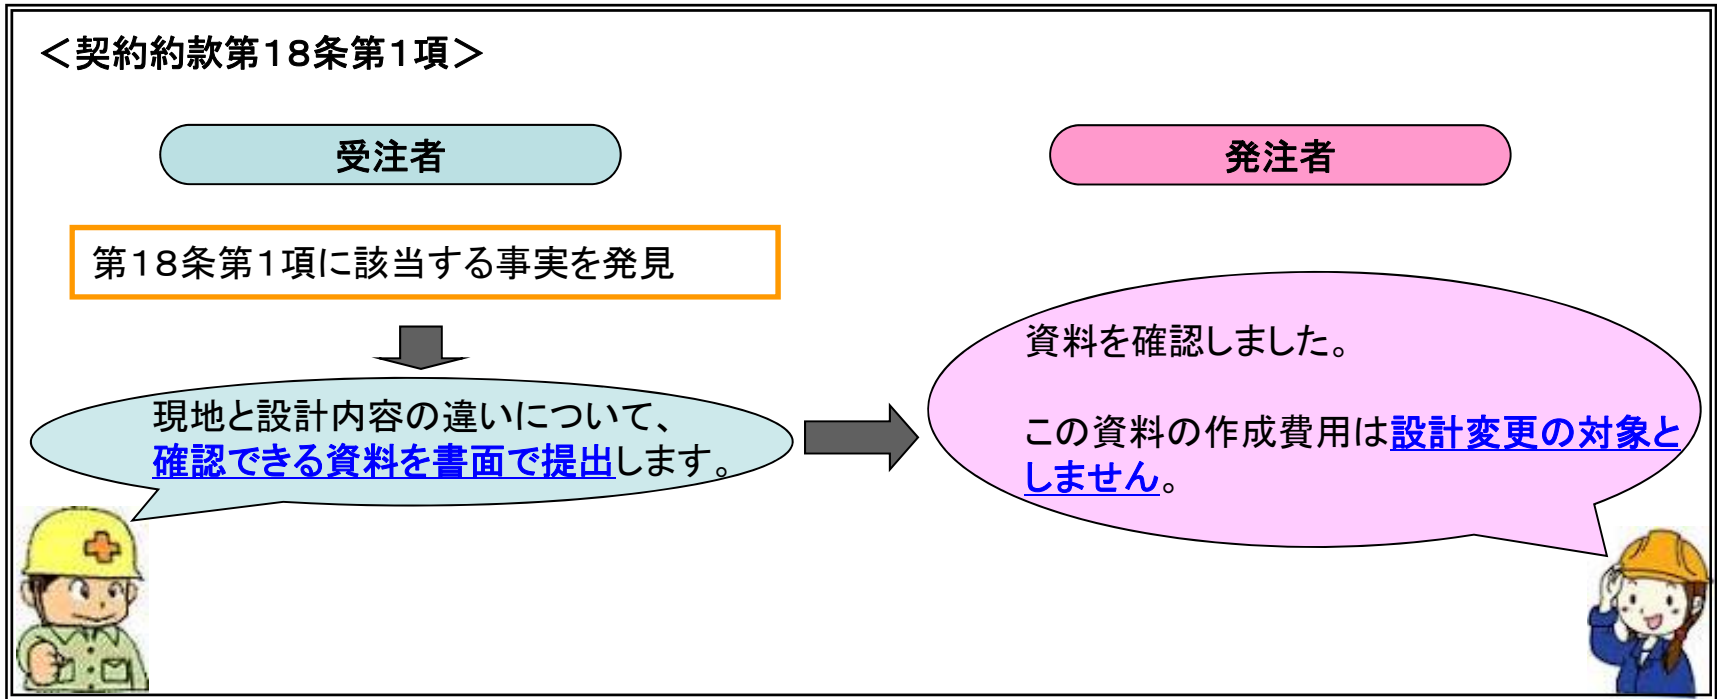 ＜契約約款第１８条第１項＞
受注者
発注者
第１８条第１項に該当する事実を発見
現地と設計内容の違いについて、
確認できる資料を書面で提出します。
資料を確認しました。
この資料の作成費用は設計変更の対象と
しません。